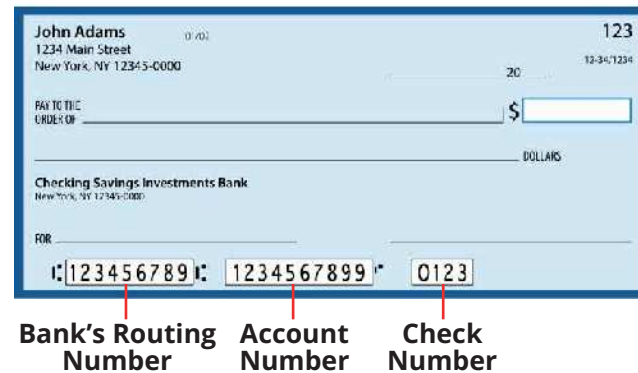 John Adams
123
1234 Main Street
New York, NY 12345-0000
12-34/1234
20
PAY TO THE
ORDER OF
$
DOLLARS
Checking Savings Investments Bank
New York, NY 12345-0000
FOR
123456789
1234567899
0123
Bank's Routing
Number
Account
Number
Check
Number